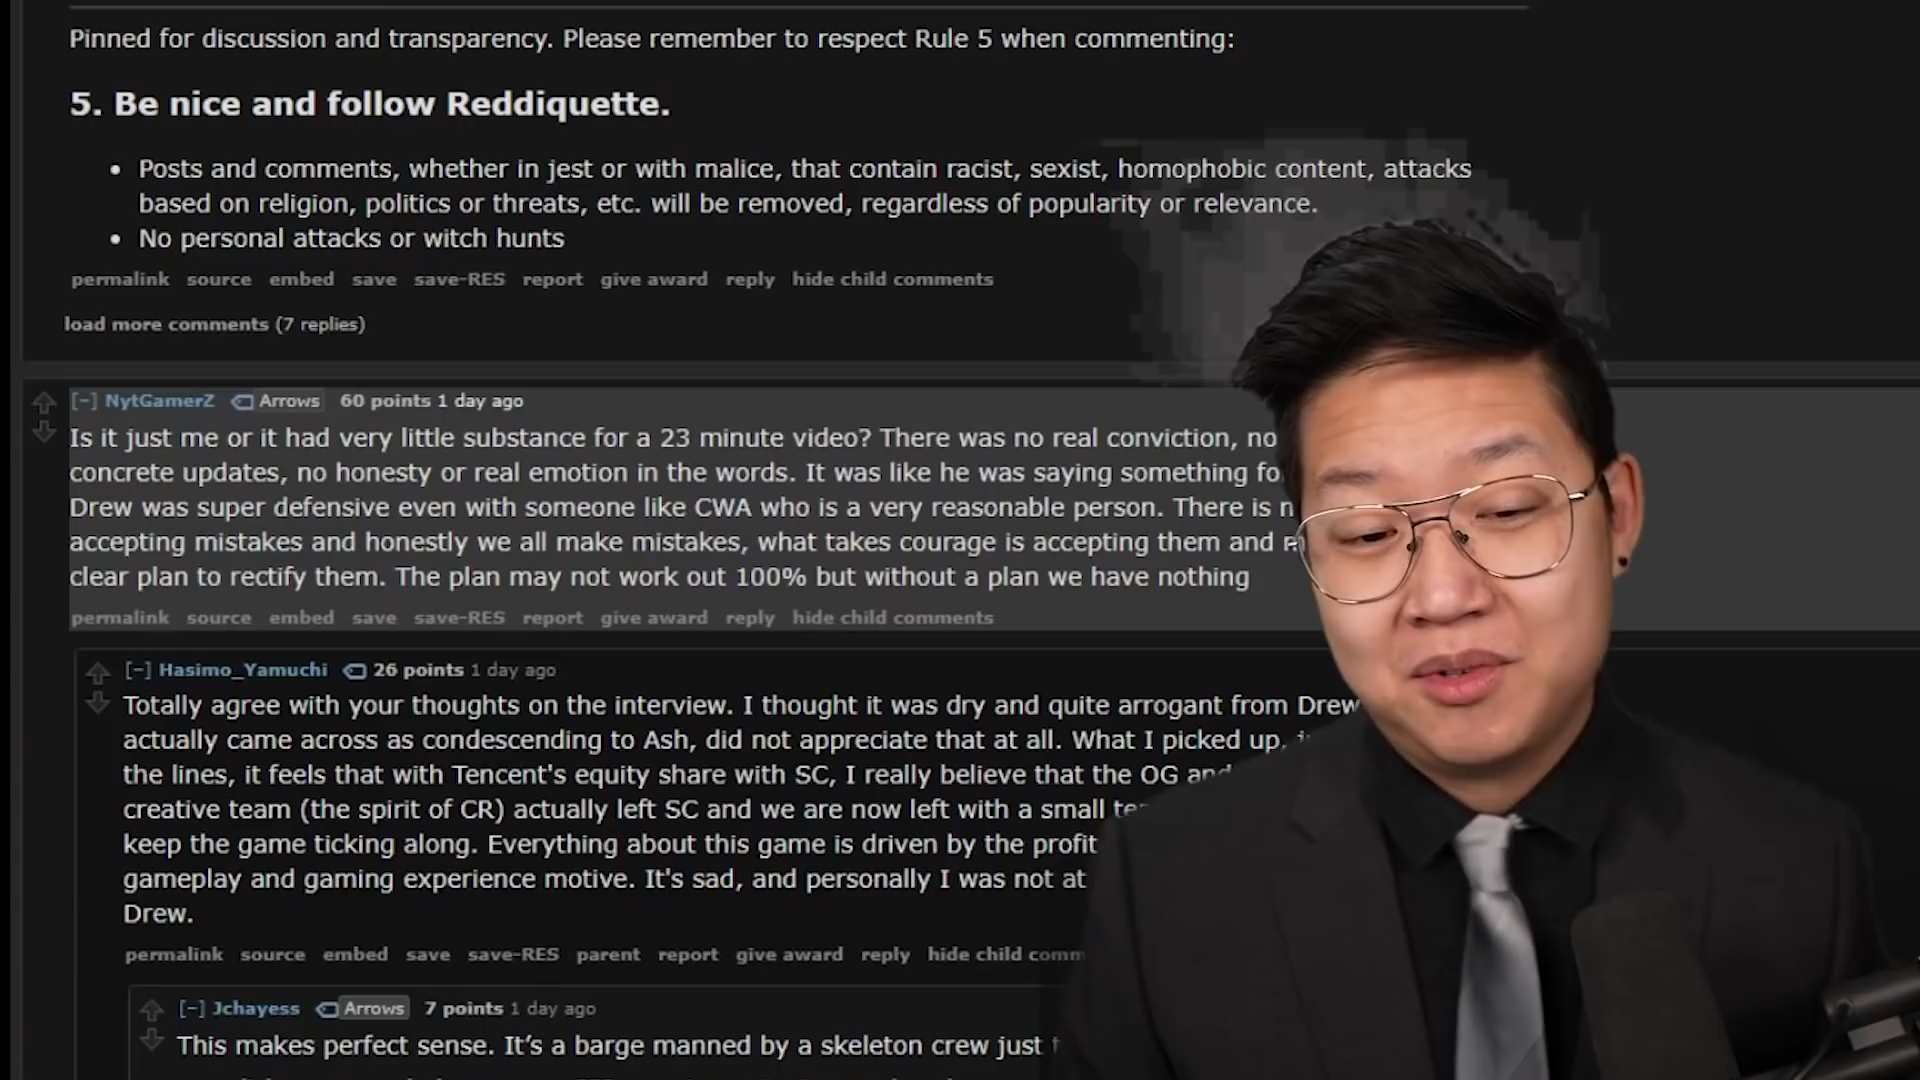 Pinned for discussion and transparency. Please remember to respect Rule 5 when commenting:
5. Be nice and follow Reddiquette.
• Posts and comments, whether in jest or with malice, that contain racist, sexist, homophobic content, attacks
based on religion, politics or threats, etc. will be removed, regardless of popularity or relevance.
• No personal attacks or witch hunts
permalink source embed save save-RES report give award reply hide child comments
load more comments (7 replies)
[-] NytGamerZ Arrows 60 points 1 day ago
Is it just me or it had very little substance for a 23 minute video? There was no real conviction, no
concrete updates, no honesty or real emotion in the words. It was like he was saying something
Drew was super defensive even with someone like CWA who is a very reasonable person. There is
accepting mistakes and honestly we all make mistakes, what takes courage is accepting them and
clear plan to rectify them. The plan may not work out 100% but without a plan we have nothing
permalink source embed save save-RES report give award reply hide child comments
[-] Hasimo_Yamuchi 26 points 1 day ago
Totally agree with your thoughts on the interview. I thought it was dry and quite arrogant from Drew
actually came across as condescending to Ash, did not appreciate that at all. What I picked up,
the lines, it feels that with Tencent's equity share with SC, I really believe that the OG and
creative team (the spirit of CR) actually left SC and we are now left with a small
keep the game ticking along. Everything about this game is driven by the profit
gameplay and gaming experience motive. It's sad, and personally I was not at
Drew.
permalink source embed save save-RES parent report give award reply hide child
[-] Jchayess Arrows 7 points 1 day ago
This makes perfect sense. It's a barge manned by a skeleton crew just